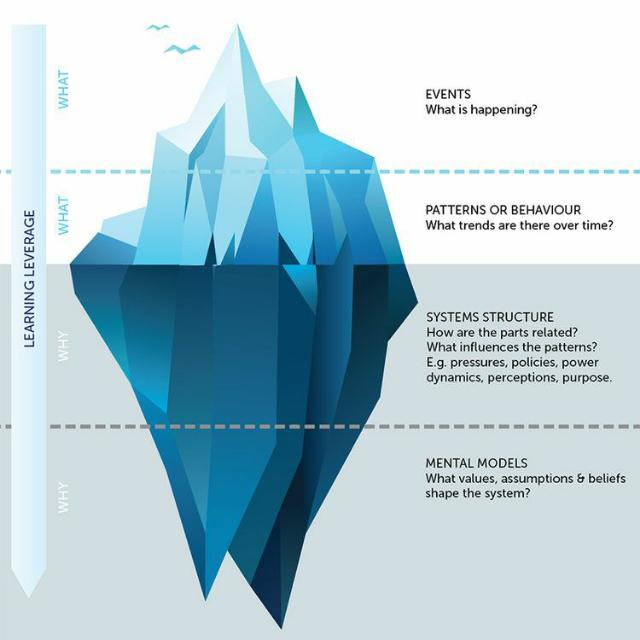 WHAT
EVENTS
What is happening?
WHAT
PATTERNS OR BEHAVIOUR
What trends are there over time?
LEARNING LEVERAGE
WHY
SYSTEMS STRUCTURE
How are the parts related?
What influences the patterns?
E.g. pressures, policies, power
dynamics, perceptions, purpose.
WHY
MENTAL MODELS
What values, assumptions & beliefs
shape the system?